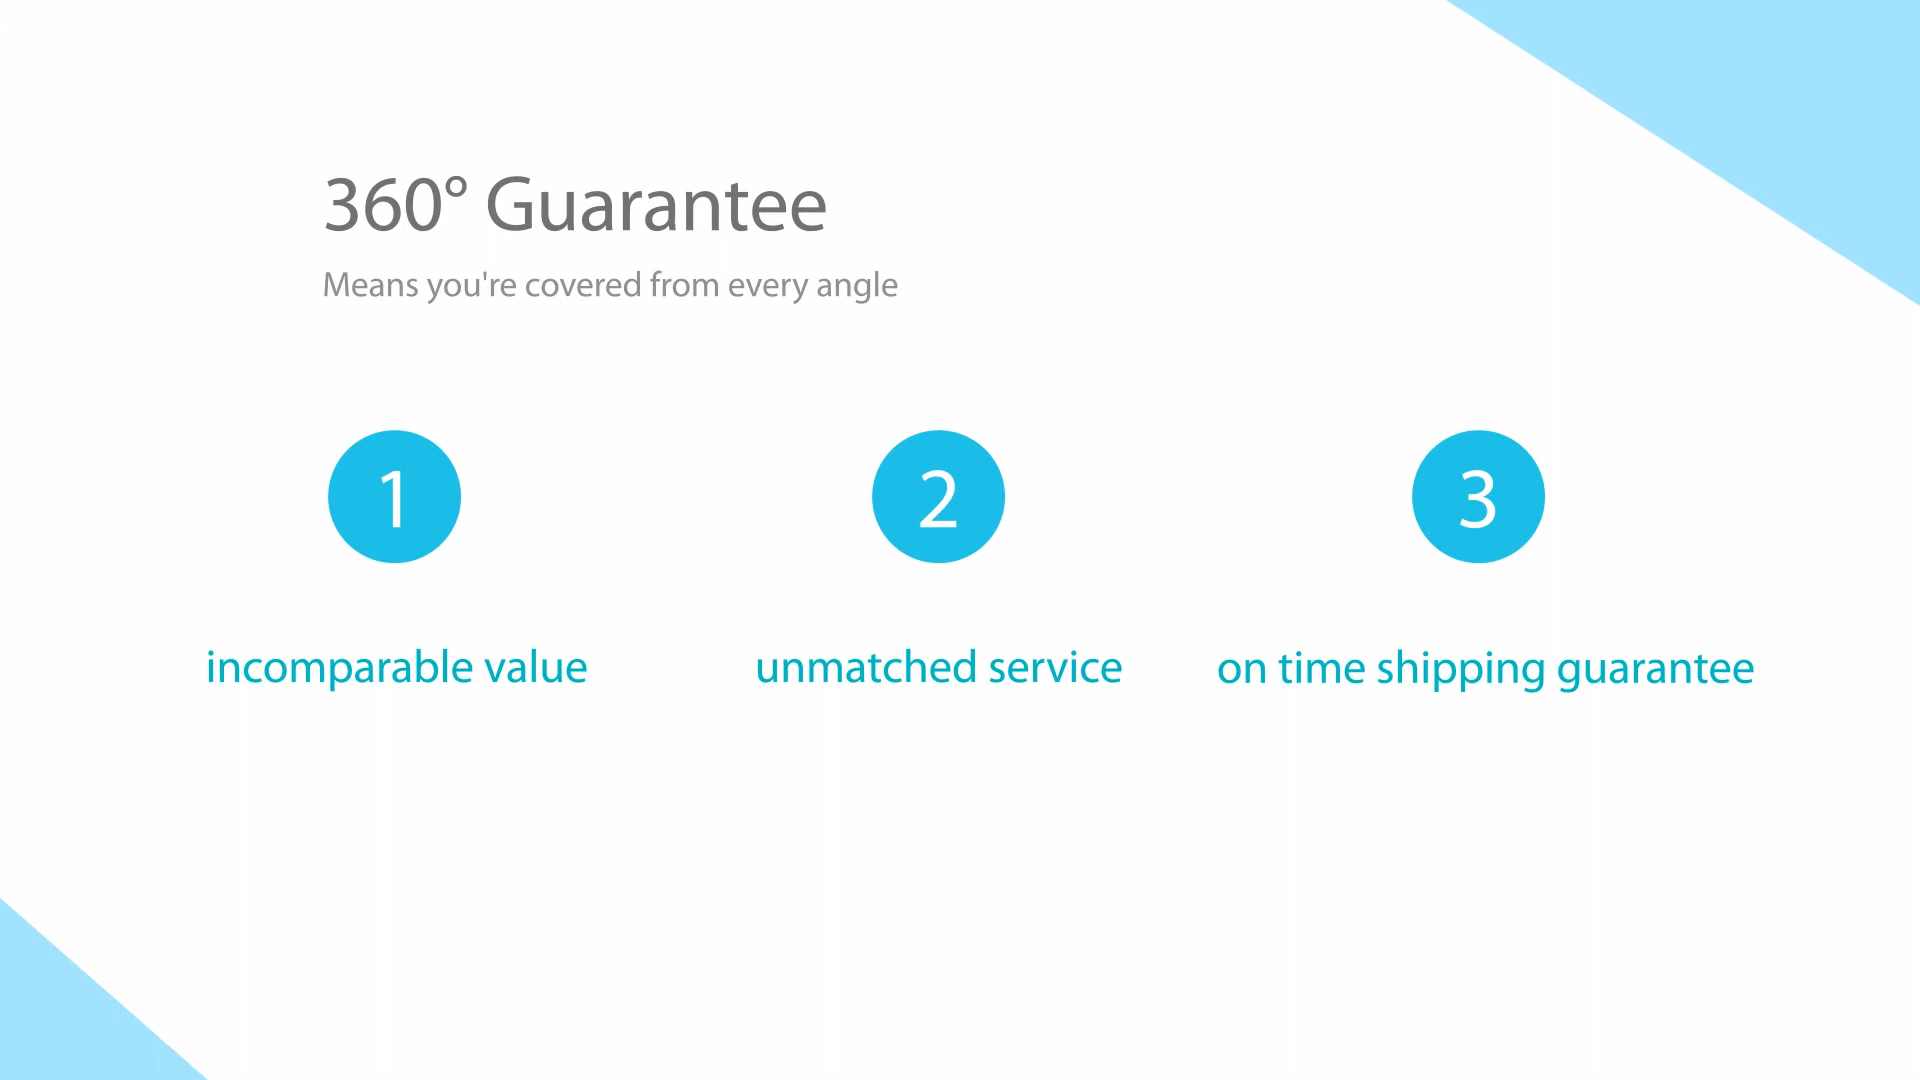 360° Guarantee
Means you're covered from every angle
1
2
3
incomparable value
unmatched service
on time shipping guarantee